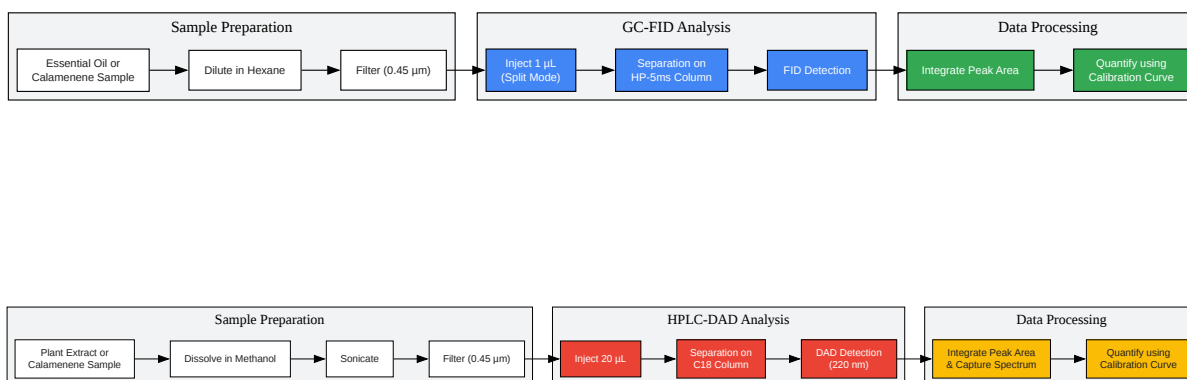 Sample Preparation
GC-FID Analysis
Data Processing
Essential Oil or
Calamenene Sample
Dilute in Hexane
Filter (0.45 µm)
Inject 1 µL
(Split Mode)
Separation on
HP-5ms Column
FID Detection
Integrate Peak Area
Quantify using
Calibration Curve
Sample Preparation
HPLC-DAD Analysis
Data Processing
Plant Extract or
Calamenene Sample
Dissolve in Methanol
Sonicate
Filter (0.45 µm)
Inject 20 µL
Separation on
C18 Column
DAD Detection
(220 nm)
Integrate Peak Area
& Capture Spectrum
Quantify using
Calibration Curve